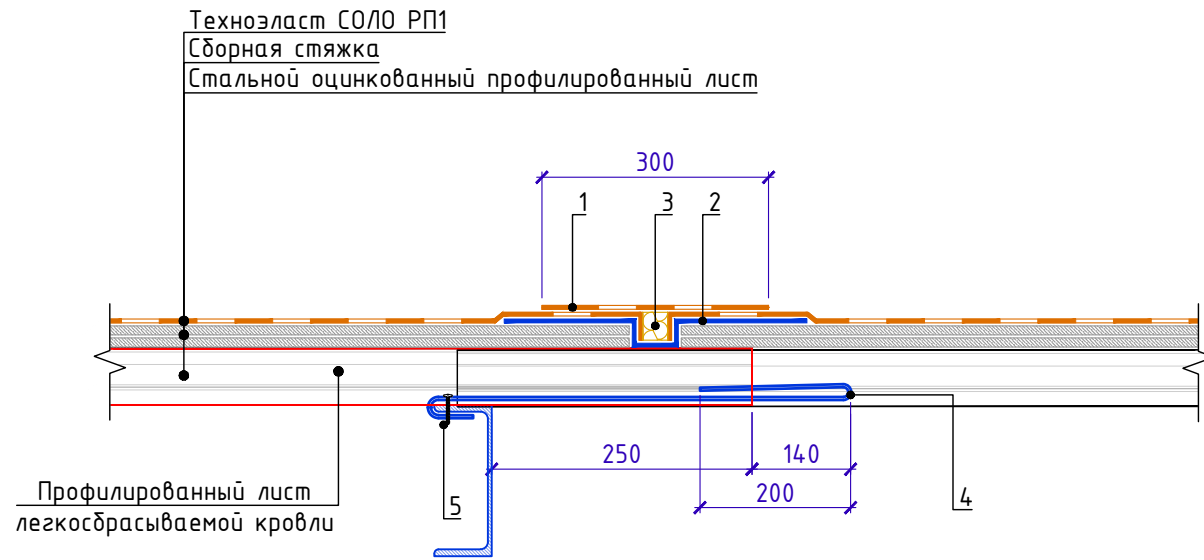 Техноэласт СОЛО РП1
Сборная стяжка
Стальной оцинкованный профилированный лист
300
1
3
2
250
140
200
5
4
Профилированный лист
легкосбрасываемой кровли